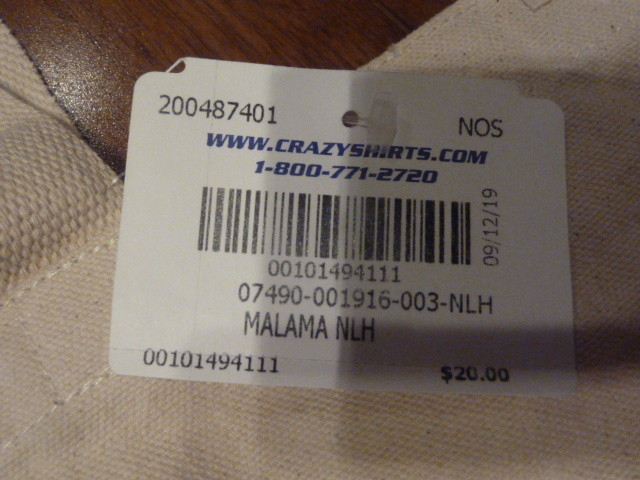 200487401 NOS
WWW.CRAZYSHIRTS.COM
1-800-771-2720
09/12/19
00101494111
07490-001916-003-NLH
MALAMA NLH
00101494111 $20.00